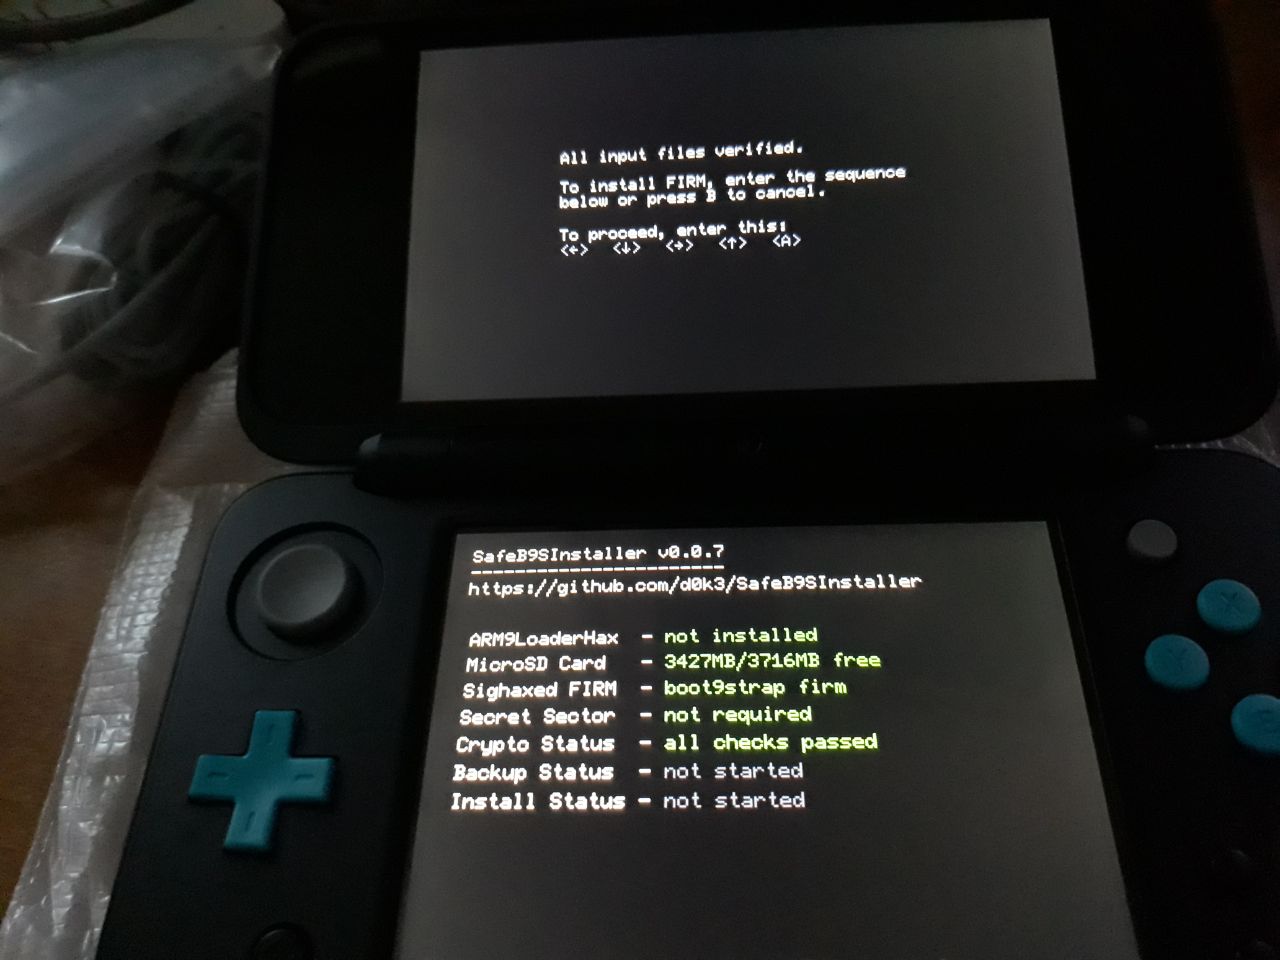 All input files verified.
To install FIRM, enter the sequence
below or press B to cancel.
To proceed, enter this:
<←> <↓> <→> <↑> <A>
SafeB9SInstaller v0.0.7
-----------------------
https://github.com/d0k3/SafeB9SInstaller
ARM9LoaderHax - not installed
MicroSD Card - 3427MB/3716MB free
Sighaxed FIRM - boot9strap firm
Secret Sector - not required
Crypto Status - all checks passed
Backup Status - not started
Install Status - not started
X
Y
B